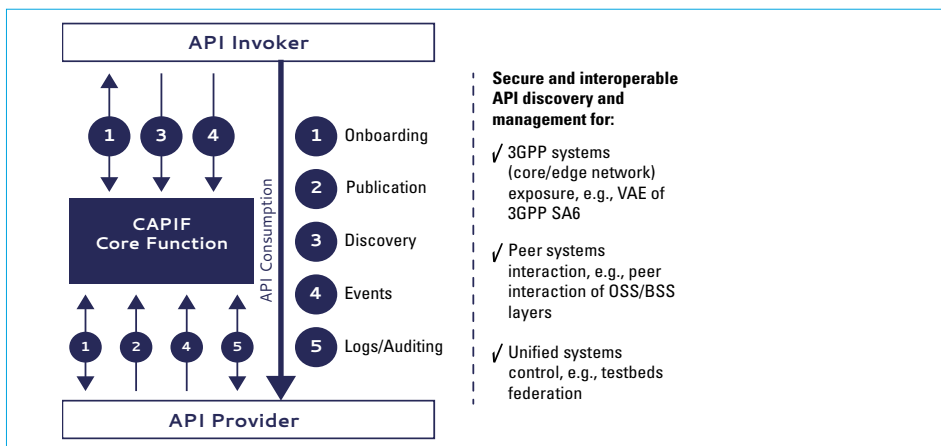 API Invoker
1
3
4
CAPIF
Core Function
1
2
4
5
API Provider
API Consumption
1 Onboarding
2 Publication
3 Discovery
4 Events
5 Logs/Auditing
Secure and interoperable
API discovery and
management for:
✓ 3GPP systems
(core/edge network)
exposure, e.g., VAE of
3GPP SA6
✓ Peer systems
interaction, e.g., peer
interaction of OSS/BSS
layers
✓ Unified systems
control, e.g., testbeds
federation